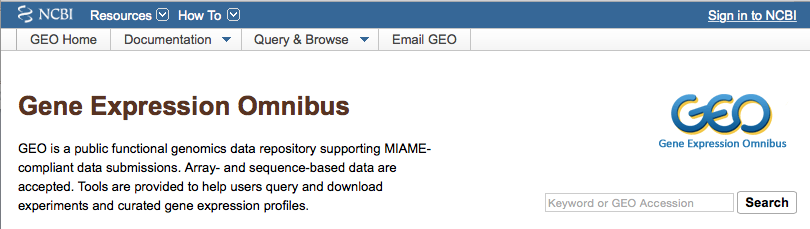 NCBI Resources How To Sign in to NCBI
GEO Home Documentation Query & Browse Email GEO
Gene Expression Omnibus
GEO is a public functional genomics data repository supporting MIAME-
compliant data submissions. Array- and sequence-based data are
accepted. Tools are provided to help users query and download
experiments and curated gene expression profiles.
GEO
Gene Expression Omnibus
Keyword or GEO Accession Search